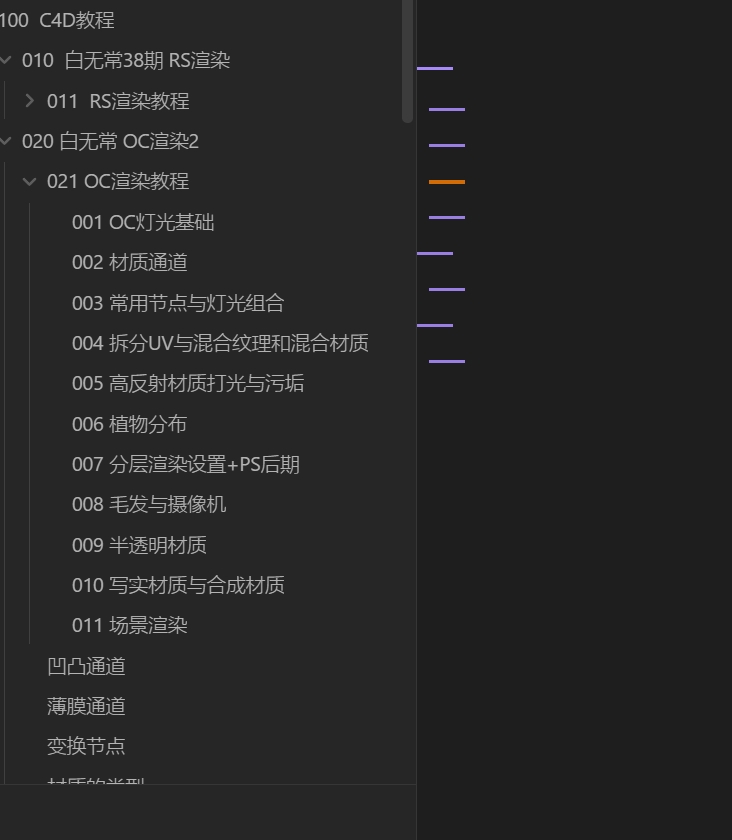 100 C4D教程
010 白无常38期 RS渲染
011 RS渲染教程
020 白无常 OC渲染2
021 OC渲染教程
001 OC灯光基础
002 材质通道
003 常用节点与灯光组合
004 拆分UV与混合纹理和混合材质
005 高反射材质打光与污垢
006 植物分布
007 分层渲染设置+PS后期
008 毛发与摄像机
009 半透明材质
010 写实材质与合成材质
011 场景渲染
凹凸通道
薄膜通道
变换节点
材质的类型